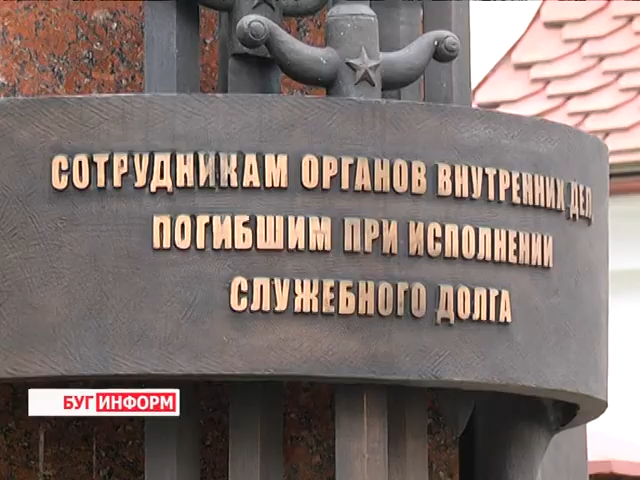 СОТРУДНИКАМ ОРГАНОВ ВНУТРЕННИХ ДЕЛ
ПОГИБШИМ ПРИ ИСПОЛНЕНИИ
СЛУЖЕБНОГО ДОЛГА
БУГИНФОРМ